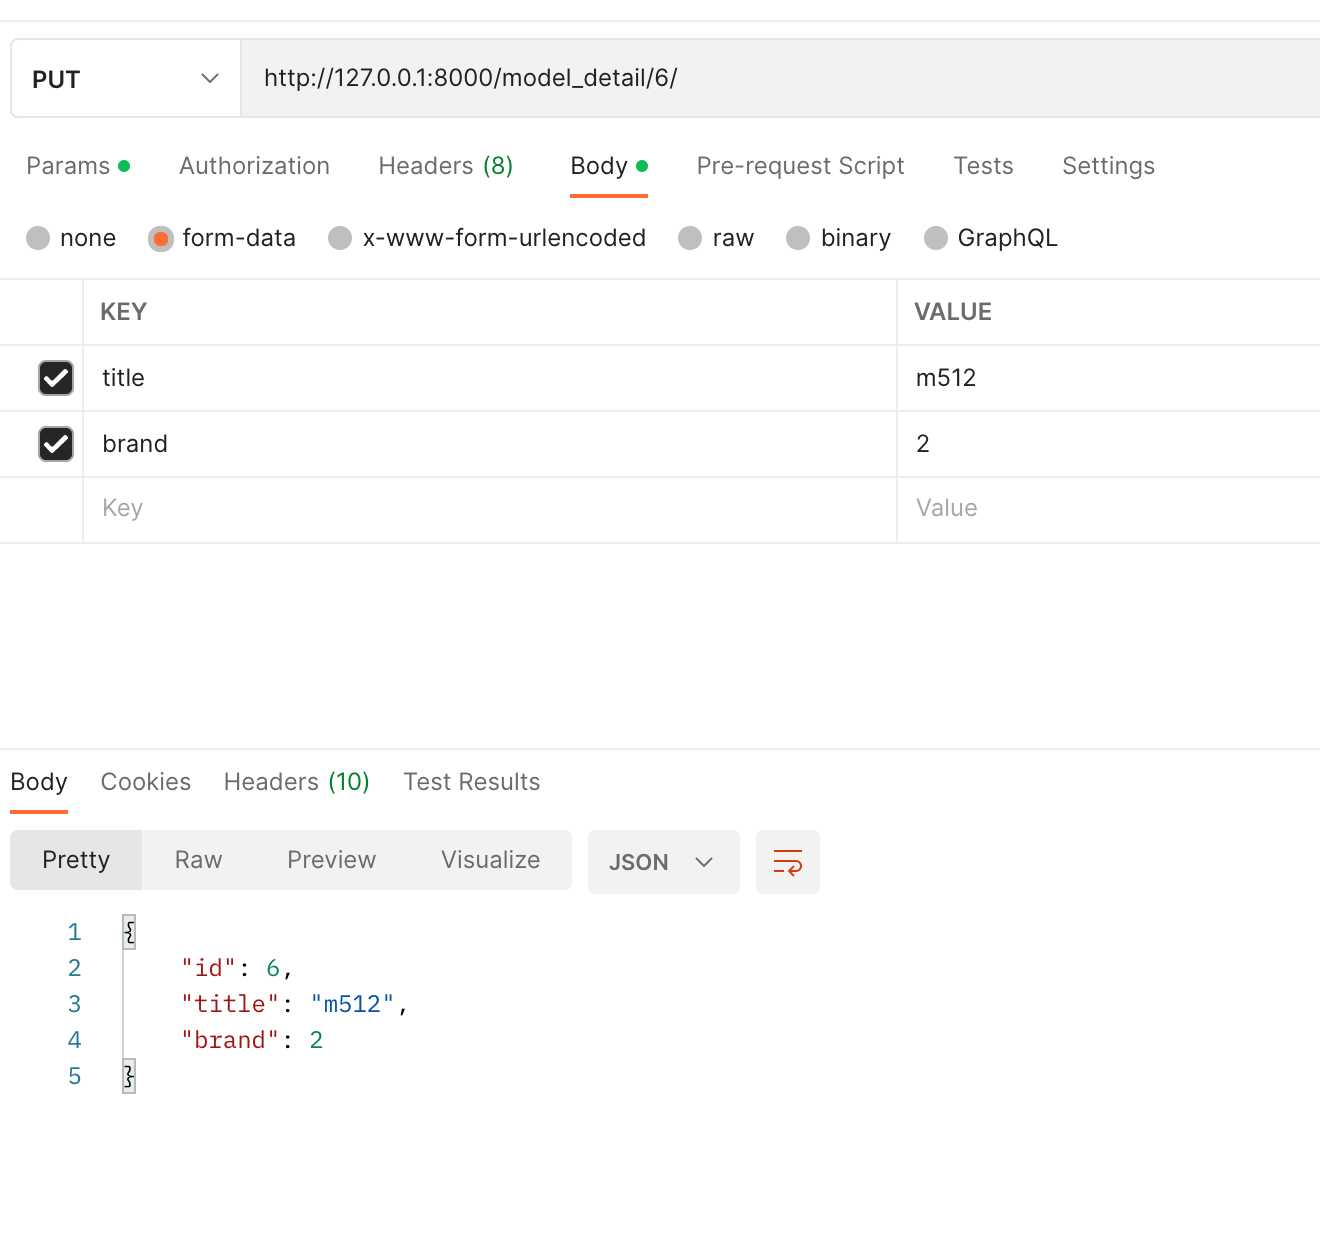 PUT http://127.0.0.1:8000/model_detail/6/
Params Authorization Headers (8) Body Pre-request Script Tests Settings
none form-data x-www-form-urlencoded raw binary GraphQL
KEY VALUE
title m512
brand 2
Key Value
Body Cookies Headers (10) Test Results
Pretty Raw Preview Visualize JSON
1 {
2 "id": 6,
3 "title": "m512",
4 "brand": 2
5 }